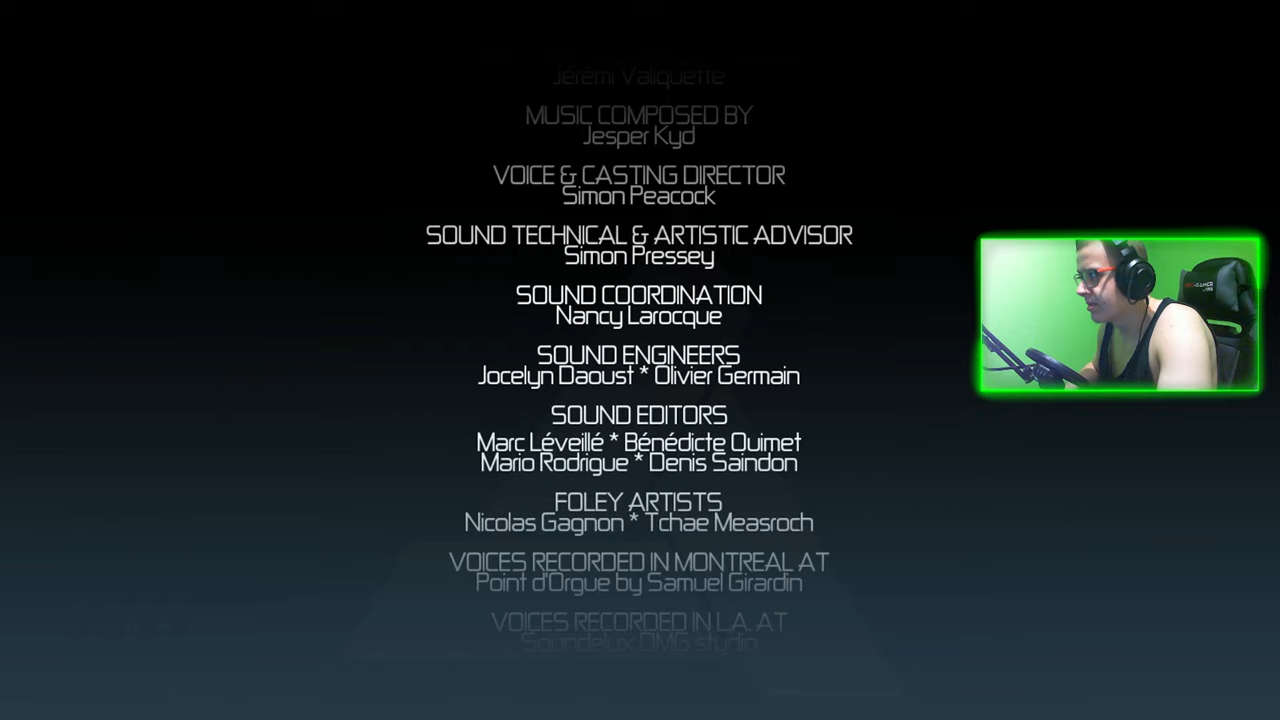 Jérémi Valiquette
MUSIC COMPOSED BY
Jesper Kyd
VOICE & CASTING DIRECTOR
Simon Peacock
SOUND TECHNICAL & ARTISTIC ADVISOR
Simon Pressey
SOUND COORDINATION
Nancy Larocque
SOUND ENGINEERS
Jocelyn Daoust * Olivier Germain
SOUND EDITORS
Marc Léveillé * Bénédicte Ouimet
Mario Rodrigue * Denis Saindon
FOLEY ARTISTS
Nicolas Gagnon * Tchae Measroch
VOICES RECORDED IN MONTREAL AT
Point d'Orgue by Samuel Girardin
VOICES RECORDED IN L.A. AT
Soundelux DMG studio